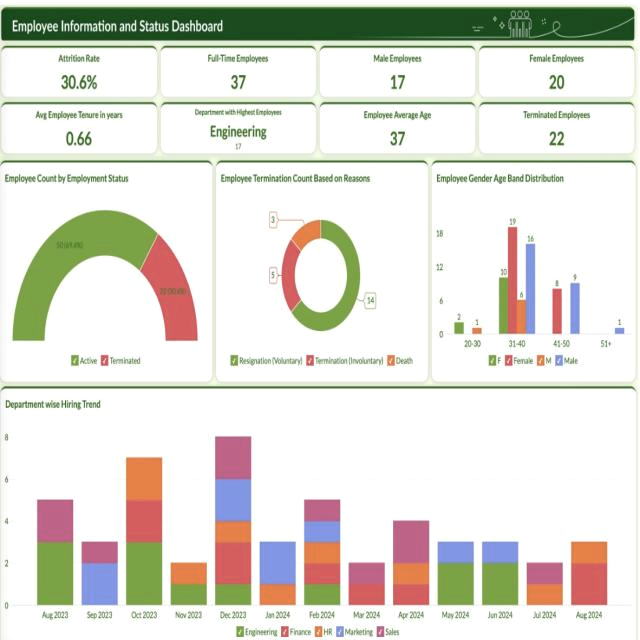 Employee Information and Status Dashboard
Attrition Rate
30.6%
Full-Time Employees
37
Male Employees
17
Female Employees
20
Avg Employee Tenure in years
0.66
Department with Highest Employees
Engineering
17
Employee Average Age
37
Terminated Employees
22
Employee Count by Employment Status
50 (69.4%)
22 (30.6%)
Active Terminated
Employee Termination Count Based on Reasons
3
5
14
Resignation (Voluntary) Termination (Involuntary) Death
Employee Gender Age Band Distribution
18
12
6
0
2
1
10
19
6
16
8
9
1
20-30 31-40 41-50 51+
F Female M Male
Department wise Hiring Trend
8
6
4
2
0
Aug 2023 Sep 2023 Oct 2023 Nov 2023 Dec 2023 Jan 2024 Feb 2024 Mar 2024 Apr 2024 May 2024 Jun 2024 Jul 2024 Aug 2024
Engineering Finance HR Marketing Sales